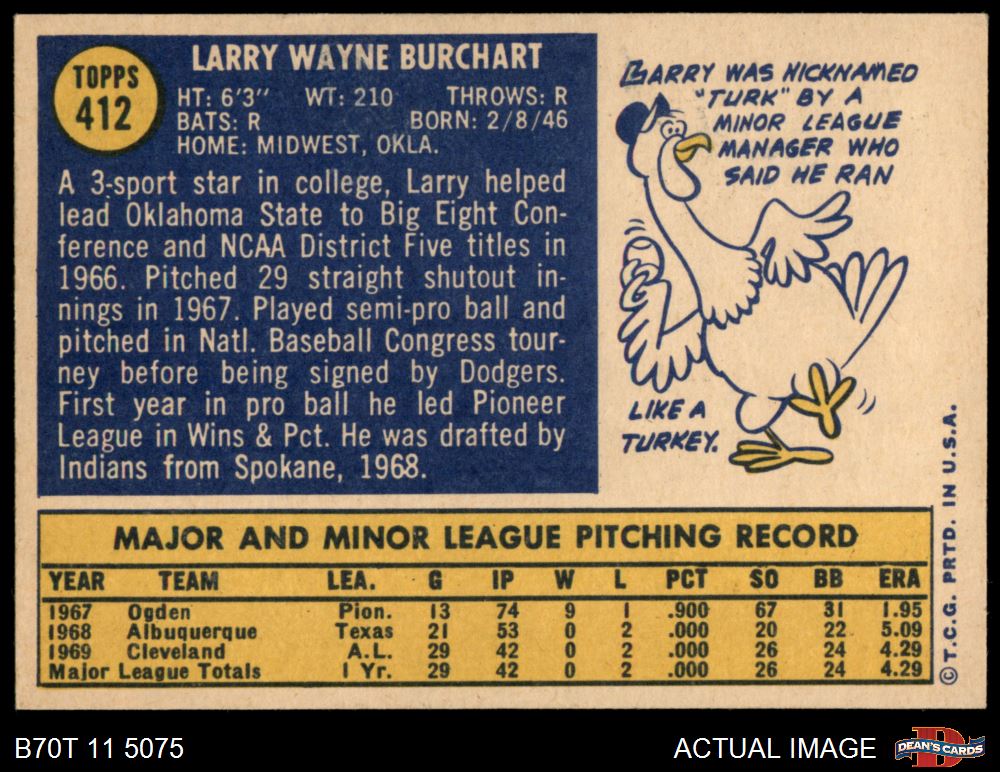 TOPPS
412
LARRY WAYNE BURCHART
HT: 6'3" WT: 210 THROWS: R
BATS: R BORN: 2/8/46
HOME: MIDWEST, OKLA.
A 3-sport star in college, Larry helped
lead Oklahoma State to Big Eight Con-
ference and NCAA District Five titles in
1966. Pitched 29 straight shutout in-
nings in 1967. Played semi-pro ball and
pitched in Natl. Baseball Congress tour-
ney before being signed by Dodgers.
First year in pro ball he led Pioneer
League in Wins & Pct. He was drafted by
Indians from Spokane, 1968.
LARRY WAS NICKNAMED
"TURK" BY A
MINOR LEAGUE
MANAGER WHO
SAID HE RAN
LIKE A
TURKEY.
MAJOR AND MINOR LEAGUE PITCHING RECORD
YEAR TEAM LEA. G IP W L PCT SO BB ERA
1967 Ogden Pion. 13 74 9 1 .900 67 31 1.95
1968 Albuquerque Texas 21 53 0 2 .000 20 22 5.09
1969 Cleveland A.L. 29 42 0 2 .000 26 24 4.29
Major League Totals 1 Yr. 29 42 0 2 .000 26 24 4.29
© T.C.G. PRTD. IN U.S.A.
B70T 11 5075
ACTUAL IMAGE
D
DEAN'S CARDS